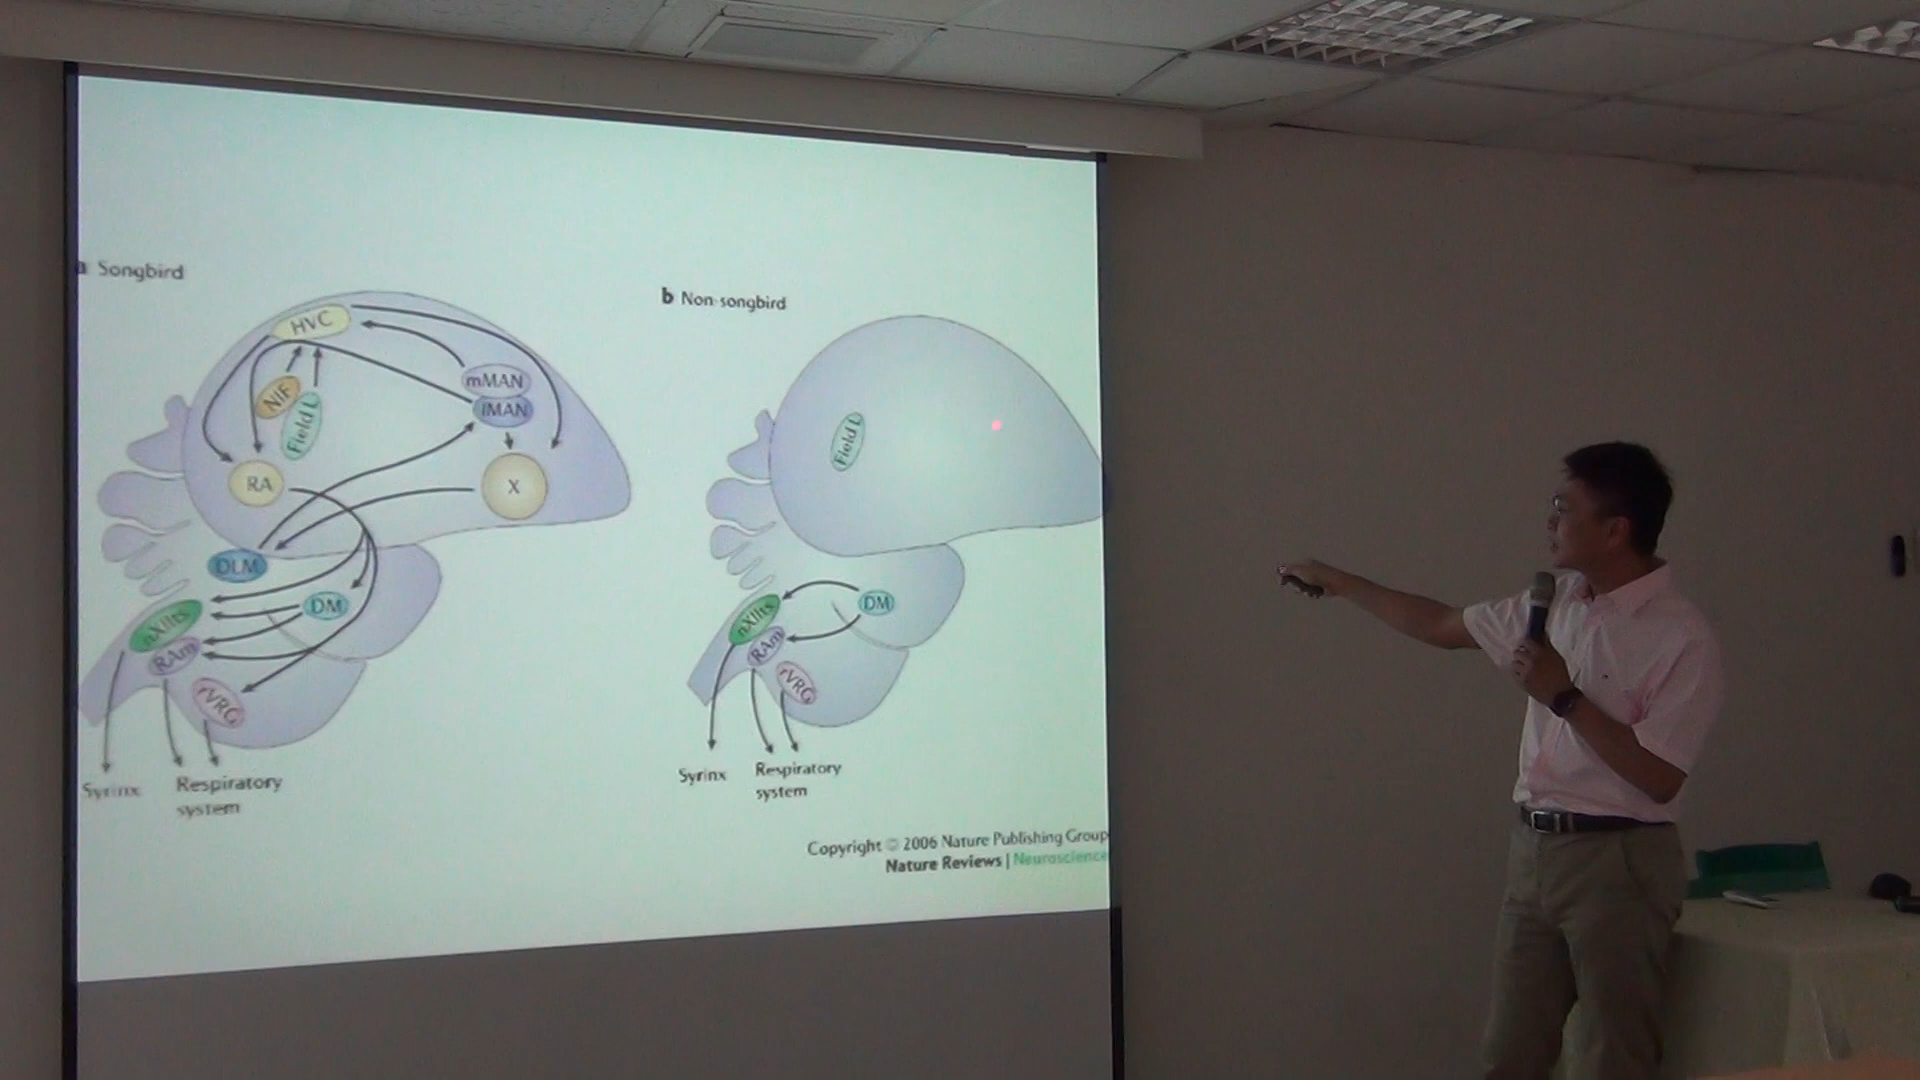 a Songbird
HVC
mMAN
lMAN
NIF
Field L
RA
X
DLM
DM
nXIIts
RAm
rVRG
Syrinx
Respiratory
system
b Non-songbird
Field L
DM
nXIIts
RAm
rVRG
Syrinx
Respiratory
system
Copyright © 2006 Nature Publishing Group
Nature Reviews | Neuroscience